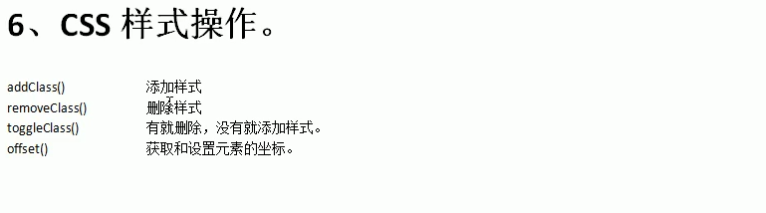 6、CSS 样式操作。
addClass() 添加样式
removeClass() 删除样式
toggleClass() 有就删除，没有就添加样式。
offset() 获取和设置元素的坐标。